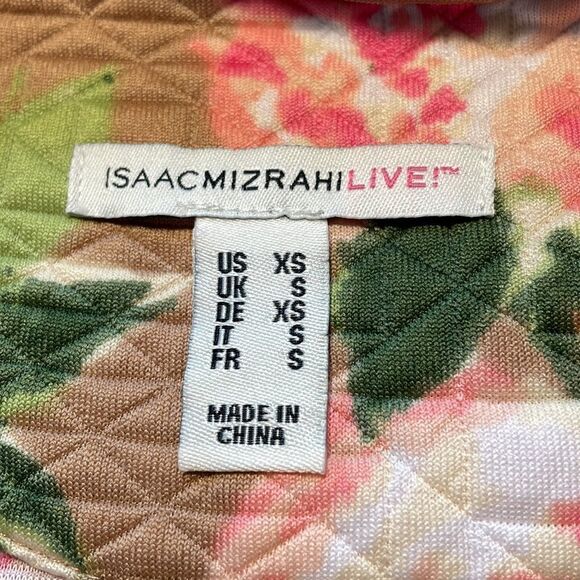 ISAACMIZRAHILIVE!™
US XS
UK S
DE XS
IT S
FR S
MADE IN
CHINA